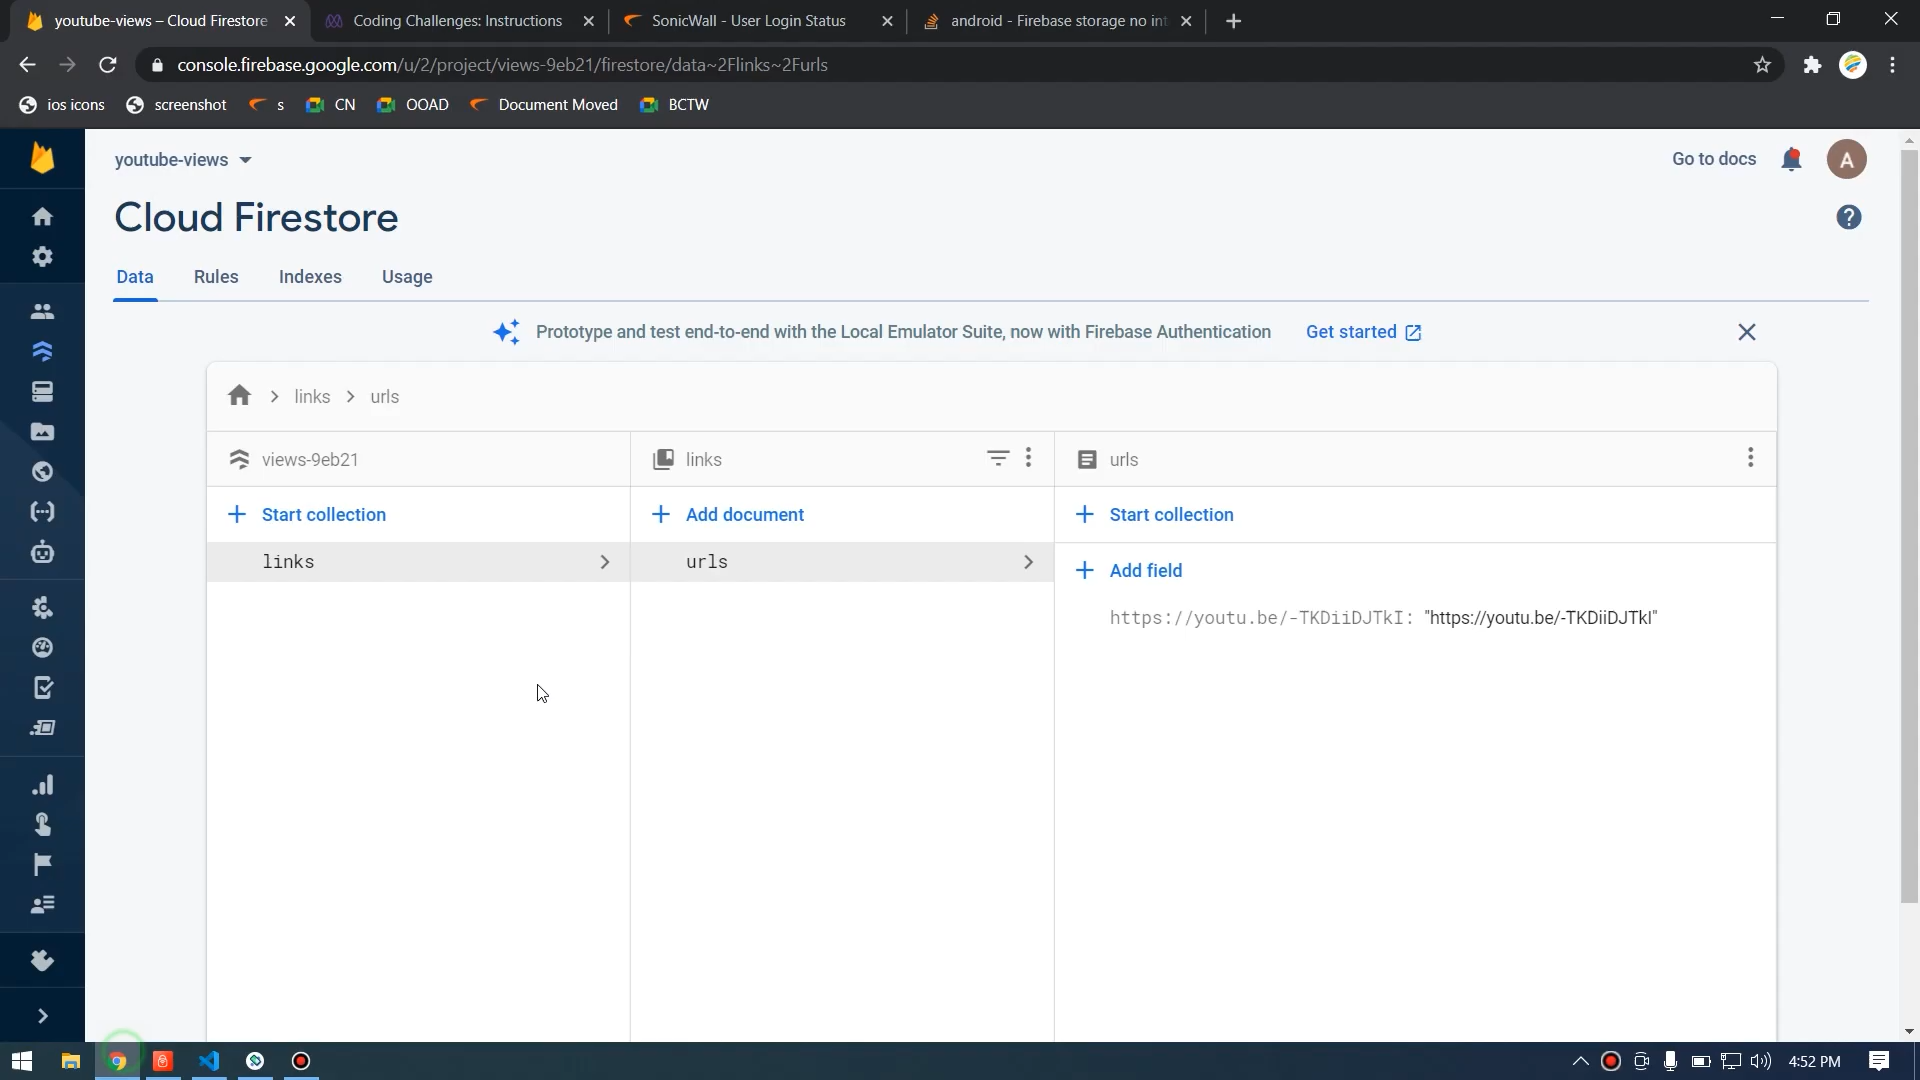 youtube-views – Cloud Firestore
Coding Challenges: Instructions
SonicWall - User Login Status
android - Firebase storage no int
console.firebase.google.com/u/2/project/views-9eb21/firestore/data~2Flinks~2Furls
ios icons
screenshot
s
CN
OOAD
Document Moved
BCTW
youtube-views
Go to docs
A
Cloud Firestore
?
Data
Rules
Indexes
Usage
Prototype and test end-to-end with the Local Emulator Suite, now with Firebase Authentication
Get started
links
urls
views-9eb21
links
urls
Start collection
Add document
Start collection
links
urls
Add field
https://youtu.be/-TKDiiDJTkI: "https://youtu.be/-TKDiiDJTkI"
4:52 PM